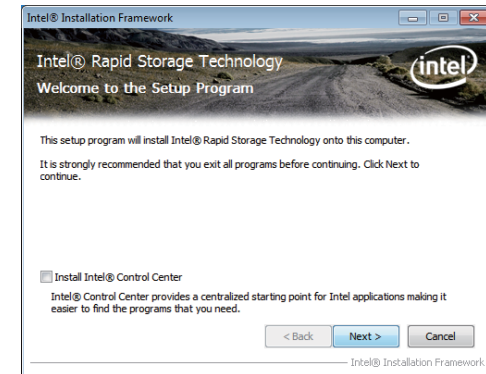 Intel® Installation Framework
Intel® Rapid Storage Technology
Welcome to the Setup Program
intel
This setup program will install Intel® Rapid Storage Technology onto this computer.
It is strongly recommended that you exit all programs before continuing. Click Next to
continue.
Install Intel® Control Center
Intel® Control Center provides a centralized starting point for Intel applications making it
easier to find the programs that you need.
< Back Next > Cancel
Intel® Installation Framework